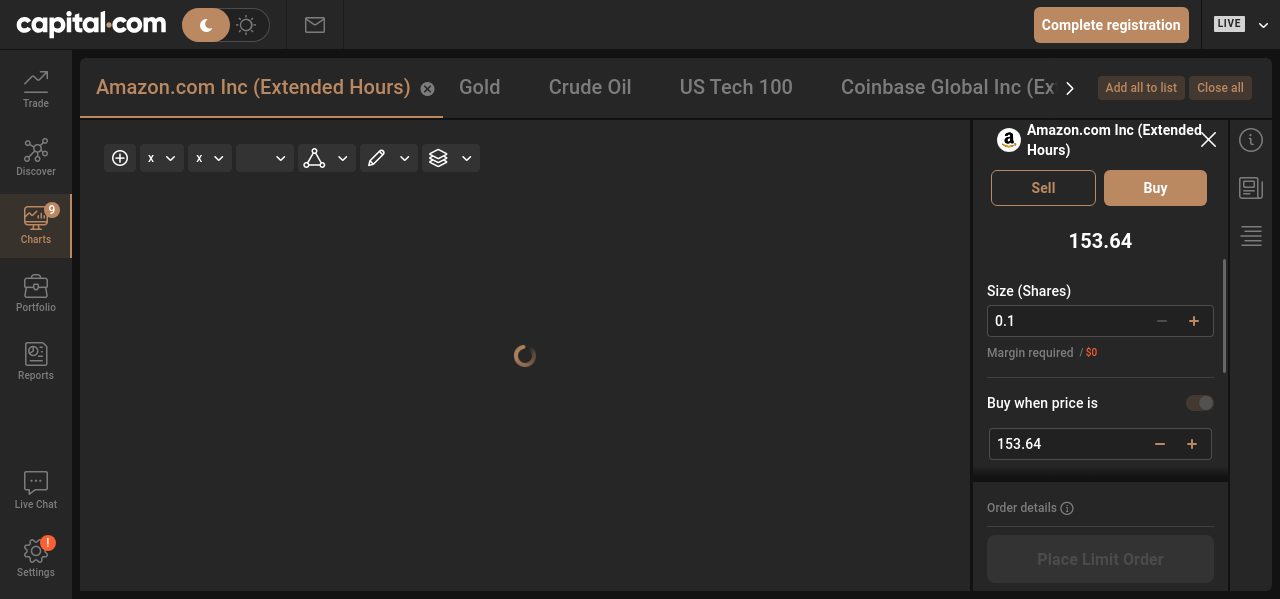 capital.com
Complete registration
LIVE
Trade
Discover
9
Charts
Portfolio
Reports
Live Chat
!
Settings
Amazon.com Inc (Extended Hours)
Gold
Crude Oil
US Tech 100
Coinbase Global Inc (Ex
Add all to list
Close all
x
x
a
Amazon.com Inc (Extended
Hours)
Sell
Buy
153.64
Size (Shares)
0.1
Margin required / $0
Buy when price is
153.64
Order details
Place Limit Order